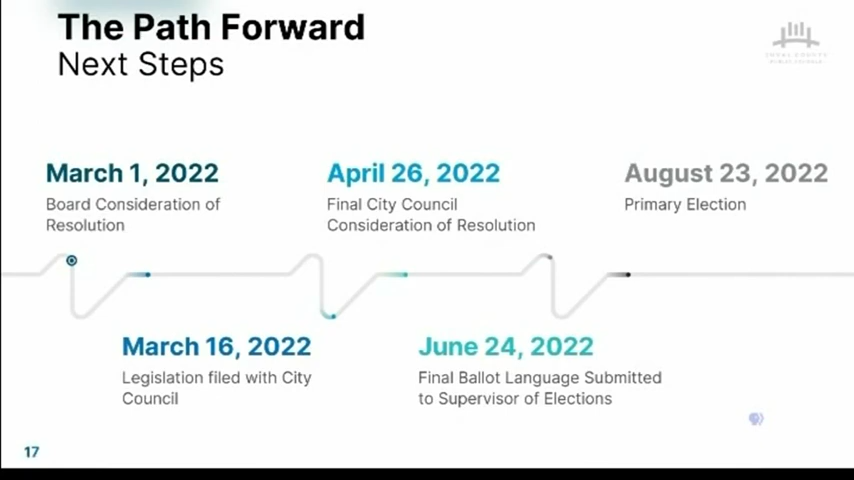 The Path Forward
Next Steps
March 1, 2022
Board Consideration of
Resolution
April 26, 2022
Final City Council
Consideration of Resolution
August 23, 2022
Primary Election
March 16, 2022
Legislation filed with City
Council
June 24, 2022
Final Ballot Language Submitted
to Supervisor of Elections
17